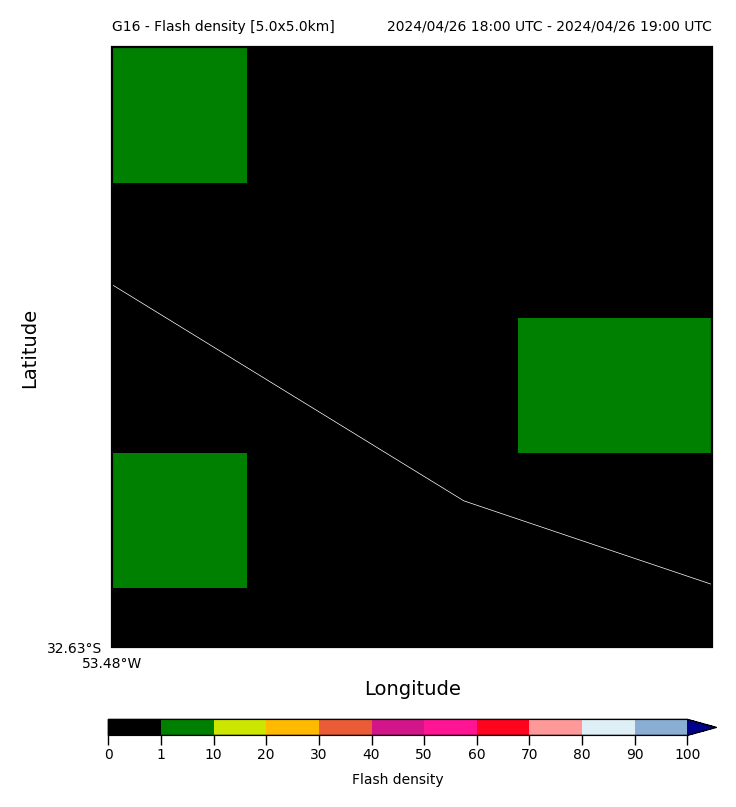 G16 - Flash density [5.0x5.0km] 2024/04/26 18:00 UTC - 2024/04/26 19:00 UTC
Latitude
32.63°S
53.48°W
Longitude
0 1 10 20 30 40 50 60 70 80 90 100
Flash density